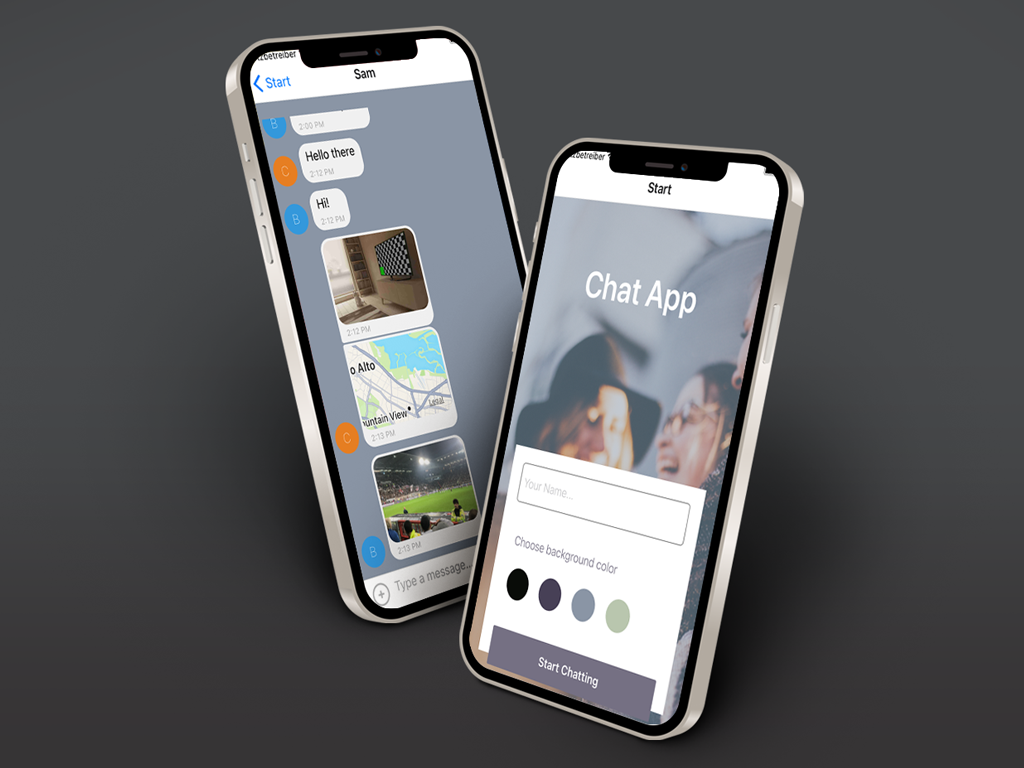 zbetreiber
Start
Sam
B
2:00 PM
Hello there
C
2:12 PM
Hi!
B
2:12 PM
2:12 PM
o Alto
Legal
untain View
C
2:13 PM
B
2:13 PM
+
Type a message...
zbetreiber
Start
Chat App
Your Name...
Choose background color
Start Chatting